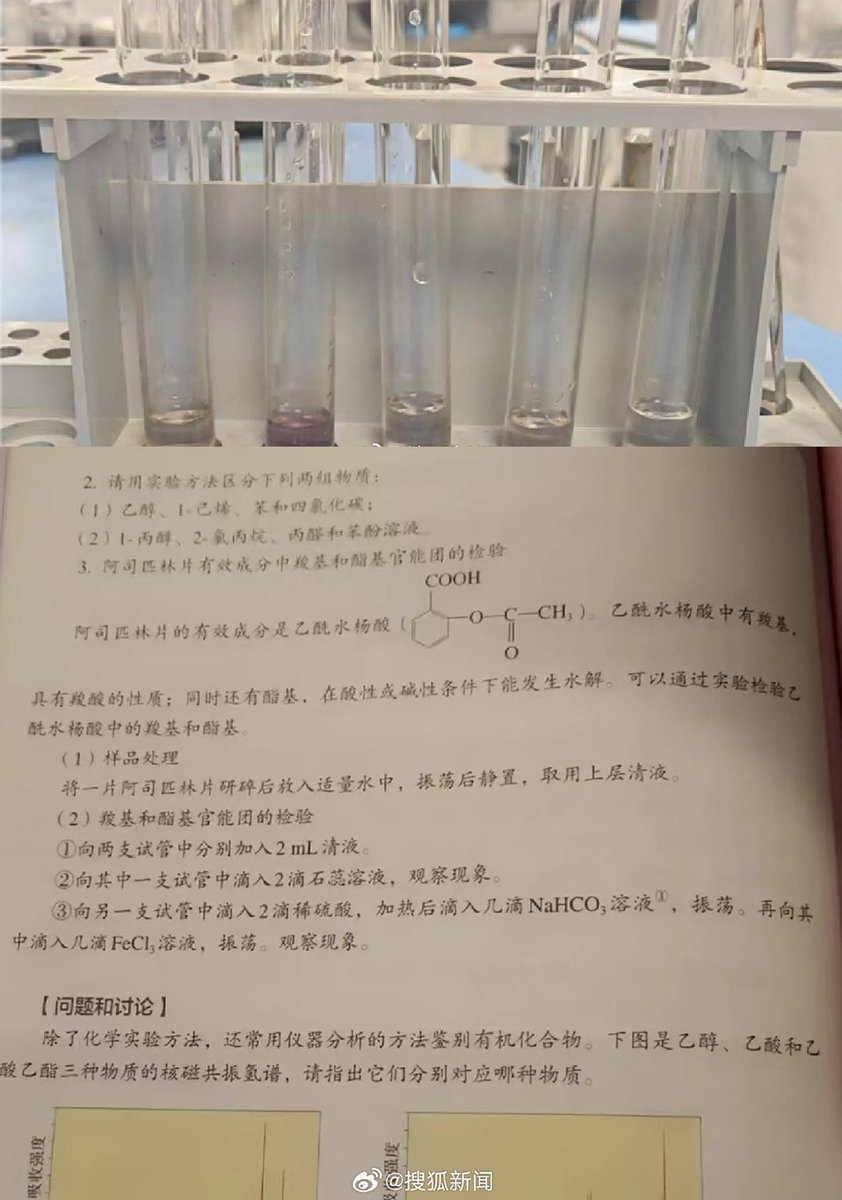 2. 请用实验方法区分下列两组物质：
（1）乙醇、1-己烯、苯和四氯化碳；
（2）1-丙醇、2-氯丙烷、丙醛和苯酚溶液。
3. 阿司匹林片有效成分中羧基和酯基官能团的检验
COOH
阿司匹林片的有效成分是乙酰水杨酸（ O—C—CH₃）。乙酰水杨酸中有羧基，
O
具有羧酸的性质；同时还有酯基，在酸性或碱性条件下能发生水解。可以通过实验检验乙
酰水杨酸中的羧基和酯基。
（1）样品处理
将一片阿司匹林片研碎后放入适量水中，振荡后静置，取用上层清液。
（2）羧基和酯基官能团的检验
①向两支试管中分别加入2 mL清液。
②向其中一支试管中滴入2滴石蕊溶液，观察现象。
③向另一支试管中滴入2滴稀硫酸，加热后滴入几滴NaHCO₃溶液①，振荡。再向其
中滴入几滴FeCl₃溶液，振荡。观察现象。
【问题和讨论】
除了化学实验方法，还常用仪器分析的方法鉴别有机化合物。下图是乙醇、乙酸和乙
酸乙酯三种物质的核磁共振氢谱，请指出它们分别对应哪种物质。
吸收强度
吸收强度
@搜狐新闻